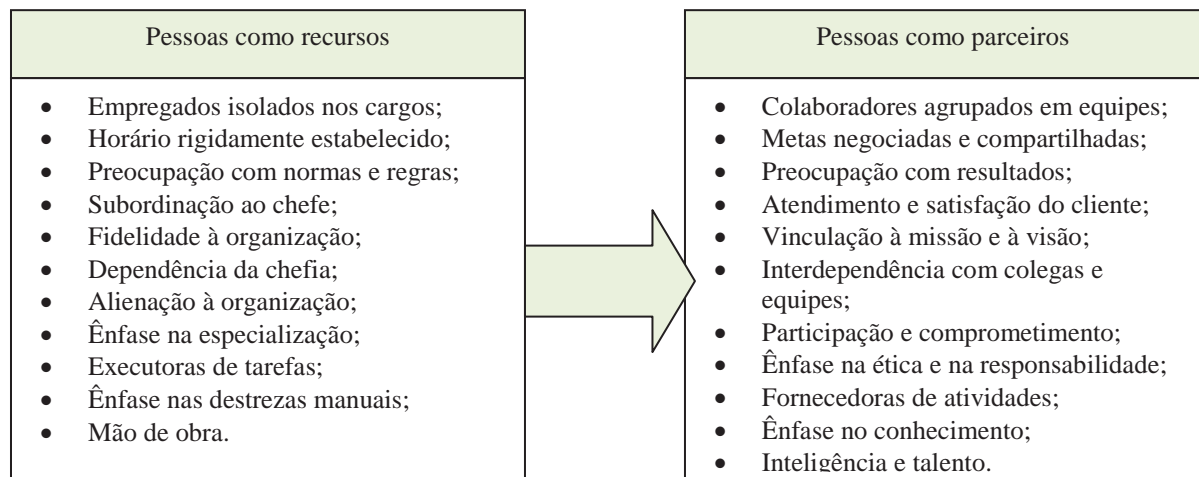 Pessoas como recursos
• Empregados isolados nos cargos;
• Horário rigidamente estabelecido;
• Preocupação com normas e regras;
• Subordinação ao chefe;
• Fidelidade à organização;
• Dependência da chefia;
• Alienação à organização;
• Ênfase na especialização;
• Executoras de tarefas;
• Ênfase nas destrezas manuais;
• Mão de obra.
Pessoas como parceiros
• Colaboradores agrupados em equipes;
• Metas negociadas e compartilhadas;
• Preocupação com resultados;
• Atendimento e satisfação do cliente;
• Vinculação à missão e à visão;
• Interdependência com colegas e
equipes;
• Participação e comprometimento;
• Ênfase na ética e na responsabilidade;
• Fornecedoras de atividades;
• Ênfase no conhecimento;
• Inteligência e talento.